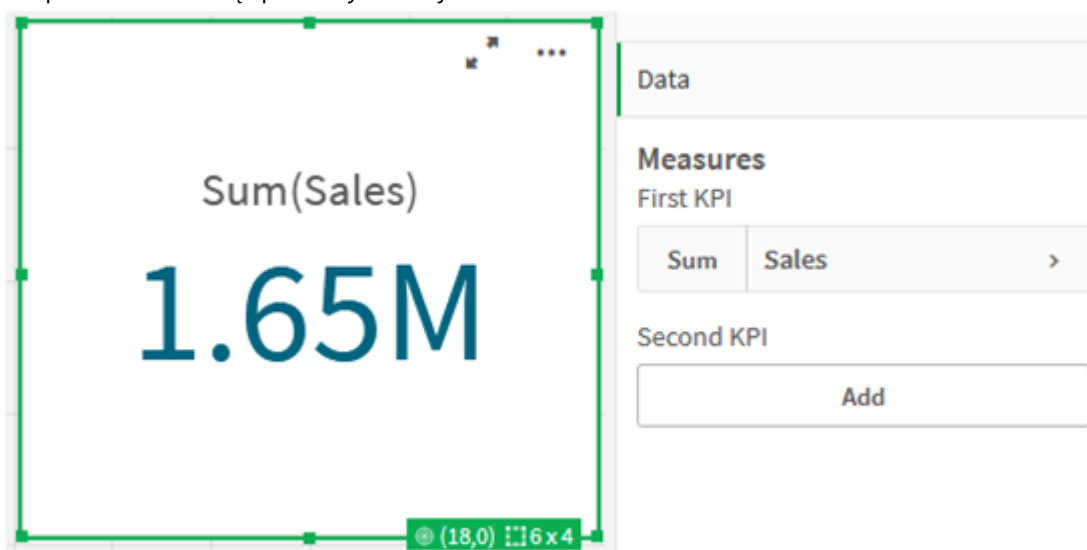 Sum(Sales)
1.65M
(18,0) 6 x 4
Data
Measures
First KPI
Sum Sales
Second KPI
Add